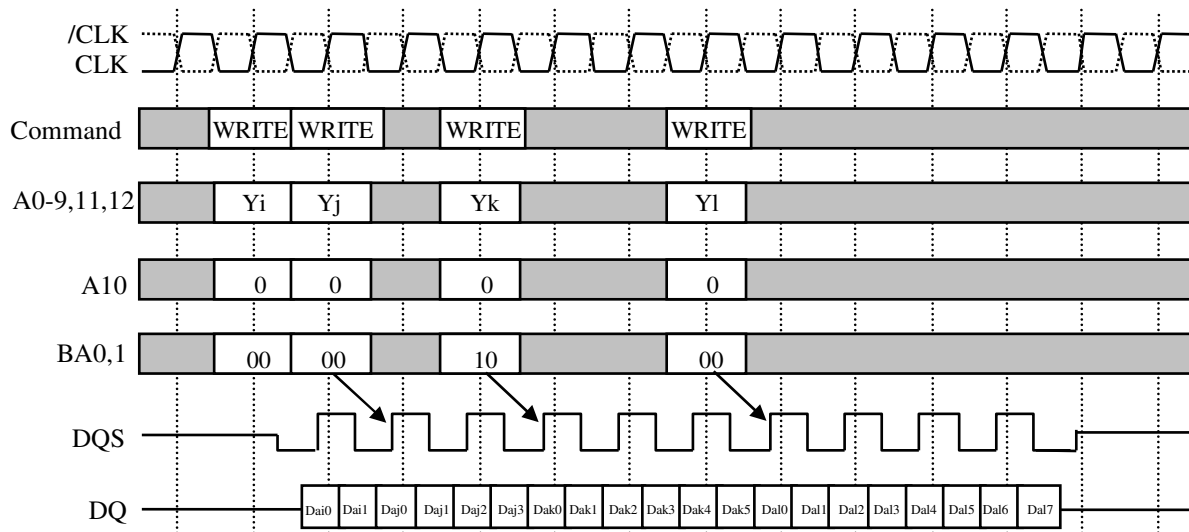 /CLK
CLK
Command WRITE WRITE WRITE WRITE
A0-9,11,12 Yi Yj Yk Yl
A10 0 0 0 0
BA0,1 00 00 10 00
DQS
DQ Dai0 Dai1 Daj0 Daj1 Daj2 Daj3 Dak0 Dak1 Dak2 Dak3 Dak4 Dak5 Dal0 Dal1 Dal2 Dal3 Dal4 Dal5 Dal6 Dal7